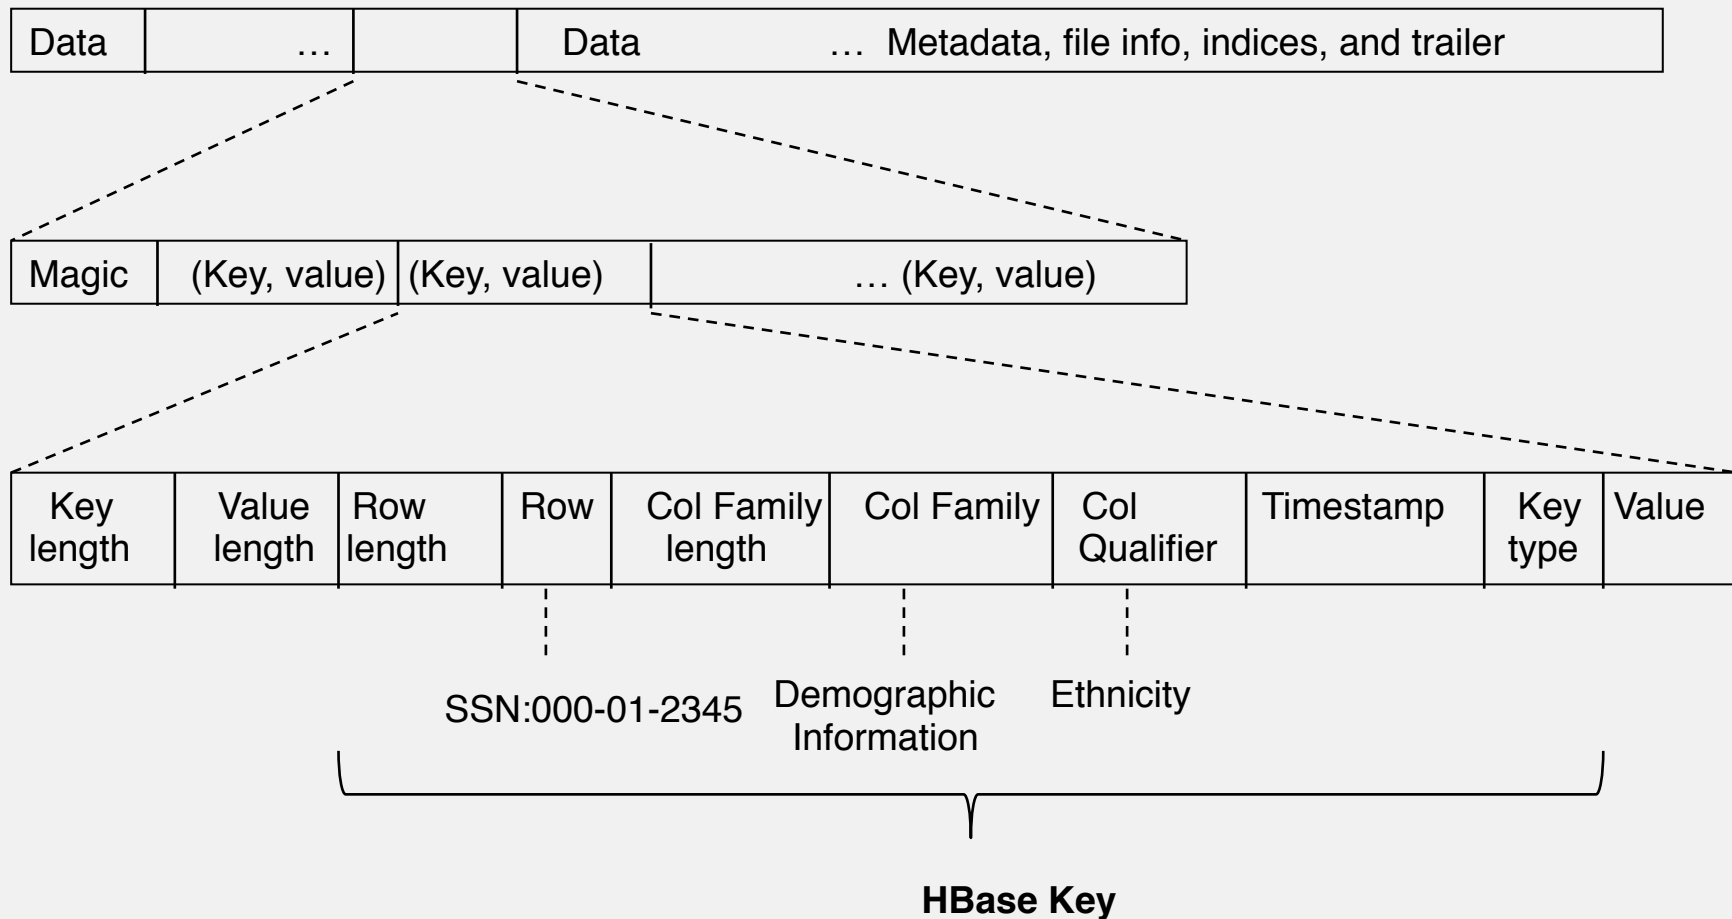 Data … Data … Metadata, file info, indices, and trailer
Magic (Key, value) (Key, value) … (Key, value)
Key length Value length Row length Row Col Family length Col Family Col Qualifier Timestamp Key type Value
SSN:000-01-2345 Demographic Information Ethnicity
HBase Key